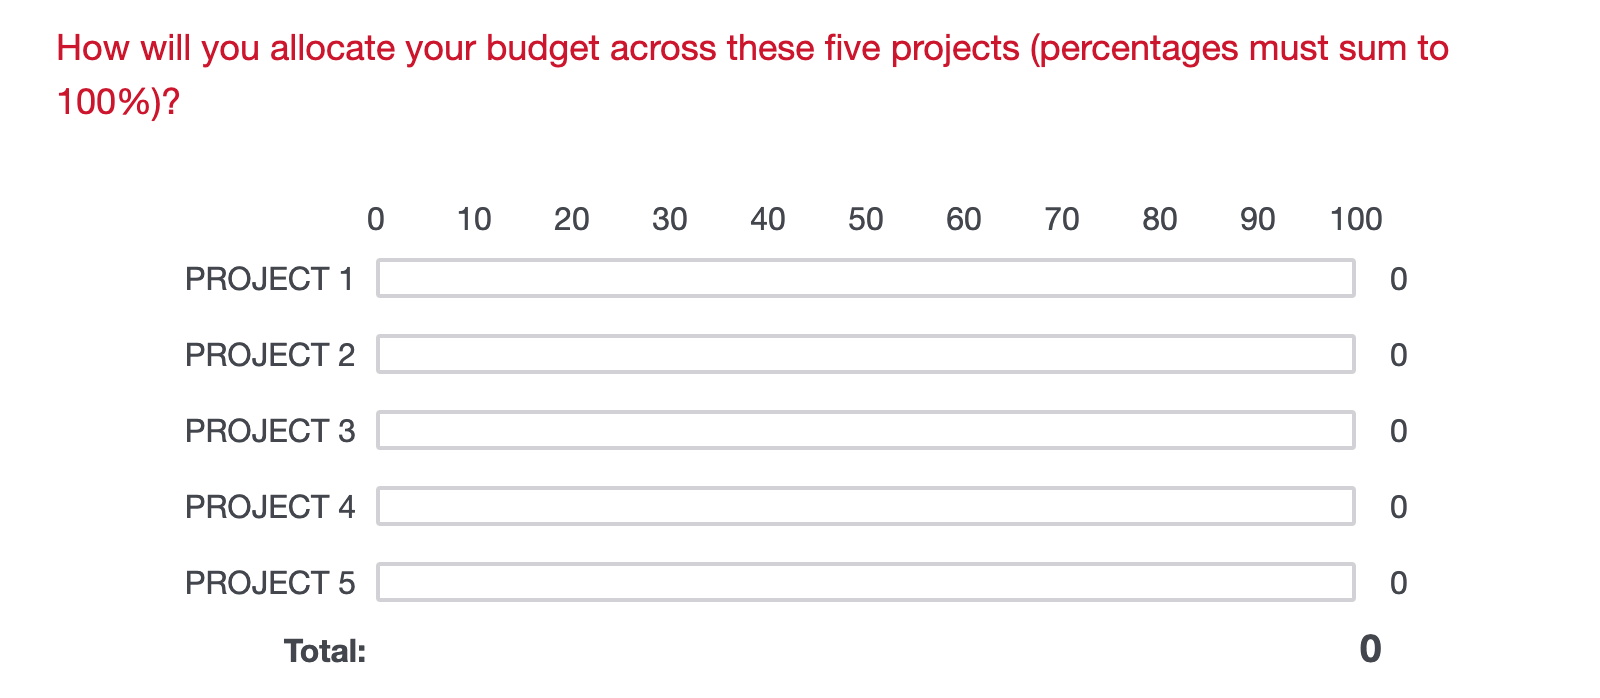 How will you allocate your budget across these five projects (percentages must sum to
100%)?
0 10 20 30 40 50 60 70 80 90 100
PROJECT 1 0
PROJECT 2 0
PROJECT 3 0
PROJECT 4 0
PROJECT 5 0
Total: 0